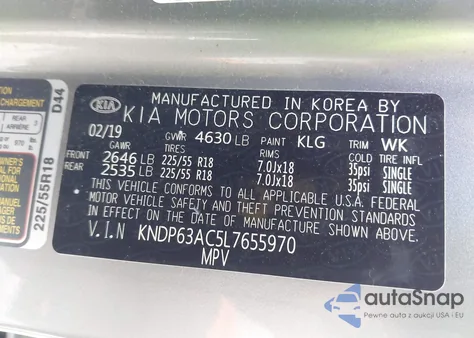 MANUFACTURED IN KOREA BY
KIA KIA MOTORS CORPORATION
02/19 GVWR 4630 LB PAINT KLG TRIM WK
GAWR TIRE RIMS COLD TIRE INFL
FRONT 2646 LB 225/55 R18 7.0Jx18 35psi SINGLE
REAR 2535 LB 225/55 R18 7.0Jx18 35psi SINGLE
THIS VEHICLE CONFORMS TO ALL APPLICABLE U.S.A. FEDERAL
MOTOR VEHICLE SAFETY AND THEFT PREVENTION STANDARDS
IN EFFECT ON THE DATE OF MANUFACTURE SHOWN ABOVE.
V.I.N KNDP63AC5L7655970
MPV
D44
225/55R18
autoSnap
Pewne auta z USA i EU